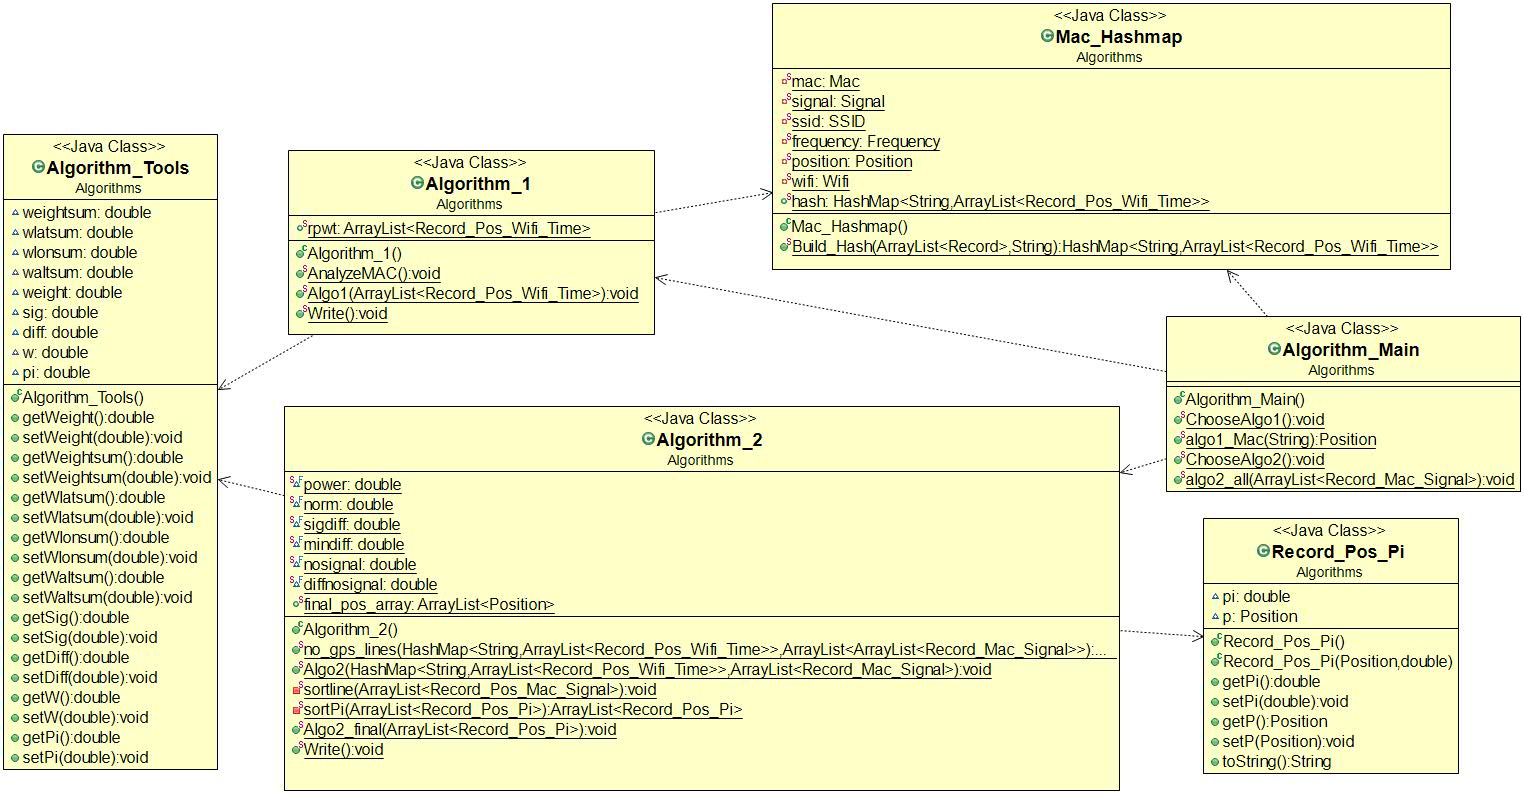 <<Java Class>>
Mac_Hashmap
Algorithms
mac: Mac
signal: Signal
ssid: SSID
frequency: Frequency
position: Position
wifi: Wifi
hash: HashMap<String,ArrayList<Record_Pos_Wifi_Time>>
Mac_Hashmap()
Build_Hash(ArrayList<Record>,String):HashMap<String,ArrayList<Record_Pos_Wifi_Time>>
<<Java Class>>
Algorithm_Tools
Algorithms
weightsum: double
wlatsum: double
wlonsum: double
waltsum: double
weight: double
sig: double
diff: double
w: double
pi: double
Algorithm_Tools()
getWeight():double
setWeight(double):void
getWeightsum():double
setWeightsum(double):void
getWlatsum():double
setWlatsum(double):void
getWlonsum():double
setWlonsum(double):void
getWaltsum():double
setWaltsum(double):void
getSig():double
setSig(double):void
getDiff():double
setDiff(double):void
getW():double
setW(double):void
getPi():double
setPi(double):void
<<Java Class>>
Algorithm_1
Algorithms
rpwt: ArrayList<Record_Pos_Wifi_Time>
Algorithm_1()
AnalyzeMAC():void
Algo1(ArrayList<Record_Pos_Wifi_Time>):void
Write():void
<<Java Class>>
Algorithm_Main
Algorithms
Algorithm_Main()
ChooseAlgo1():void
algo1_Mac(String):Position
ChooseAlgo2():void
algo2_all(ArrayList<Record_Mac_Signal>):void
<<Java Class>>
Algorithm_2
Algorithms
power: double
norm: double
sigdiff: double
mindiff: double
nosignal: double
diffnosignal: double
final_pos_array: ArrayList<Position>
Algorithm_2()
no_gps_lines(HashMap<String,ArrayList<Record_Pos_Wifi_Time>>,ArrayList<ArrayList<Record_Mac_Signal>>):...
Algo2(HashMap<String,ArrayList<Record_Pos_Wifi_Time>>,ArrayList<Record_Mac_Signal>):void
sortline(ArrayList<Record_Pos_Mac_Signal>):void
sortPi(ArrayList<Record_Pos_Pi>):ArrayList<Record_Pos_Pi>
Algo2_final(ArrayList<Record_Pos_Pi>):void
Write():void
<<Java Class>>
Record_Pos_Pi
Algorithms
pi: double
p: Position
Record_Pos_Pi()
Record_Pos_Pi(Position,double)
getPi():double
setPi(double):void
getP():Position
setP(Position):void
toString():String